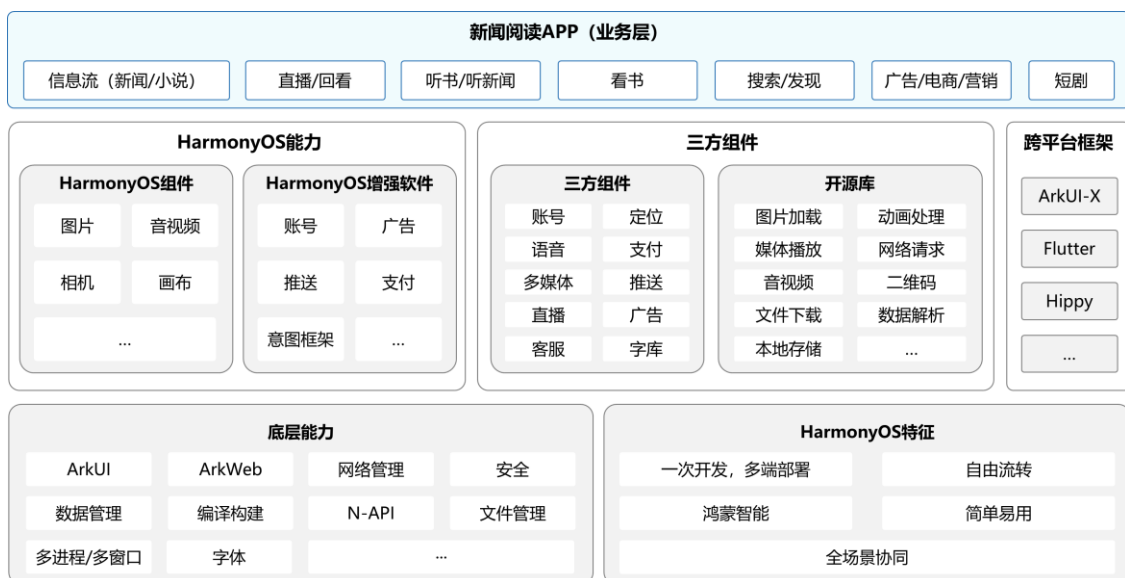 新闻阅读APP（业务层）
信息流（新闻/小说）
直播/回看
听书/听新闻
看书
搜索/发现
广告/电商/营销
短剧
HarmonyOS能力
HarmonyOS组件
图片
音视频
相机
画布
...
HarmonyOS增强软件
账号
广告
推送
支付
意图框架
...
三方组件
三方组件
账号
定位
语音
支付
多媒体
推送
直播
广告
客服
字库
开源库
图片加载
动画处理
媒体播放
网络请求
音视频
二维码
文件下载
数据解析
本地存储
...
跨平台框架
ArkUI-X
Flutter
Hippy
...
底层能力
ArkUI
ArkWeb
网络管理
安全
数据管理
编译构建
N-API
文件管理
多进程/多窗口
字体
...
HarmonyOS特征
一次开发，多端部署
自由流转
鸿蒙智能
简单易用
全场景协同